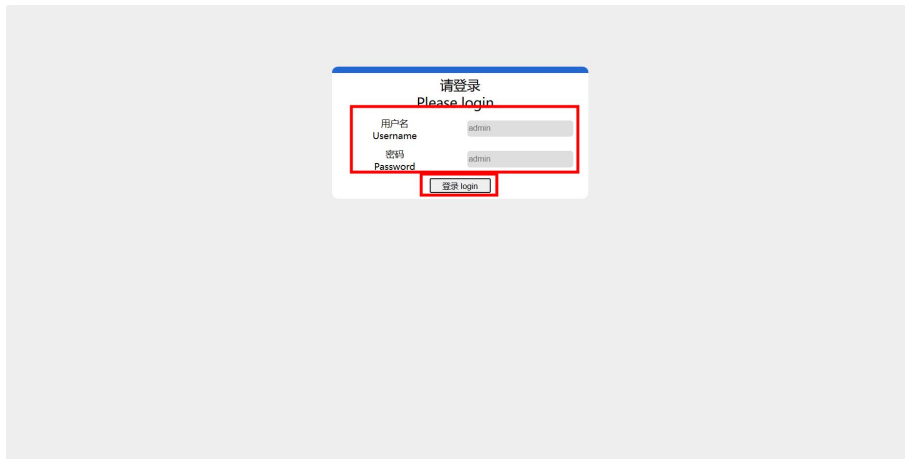 请登录
Please login
用户名
Username
admin
密码
Password
admin
登录 login